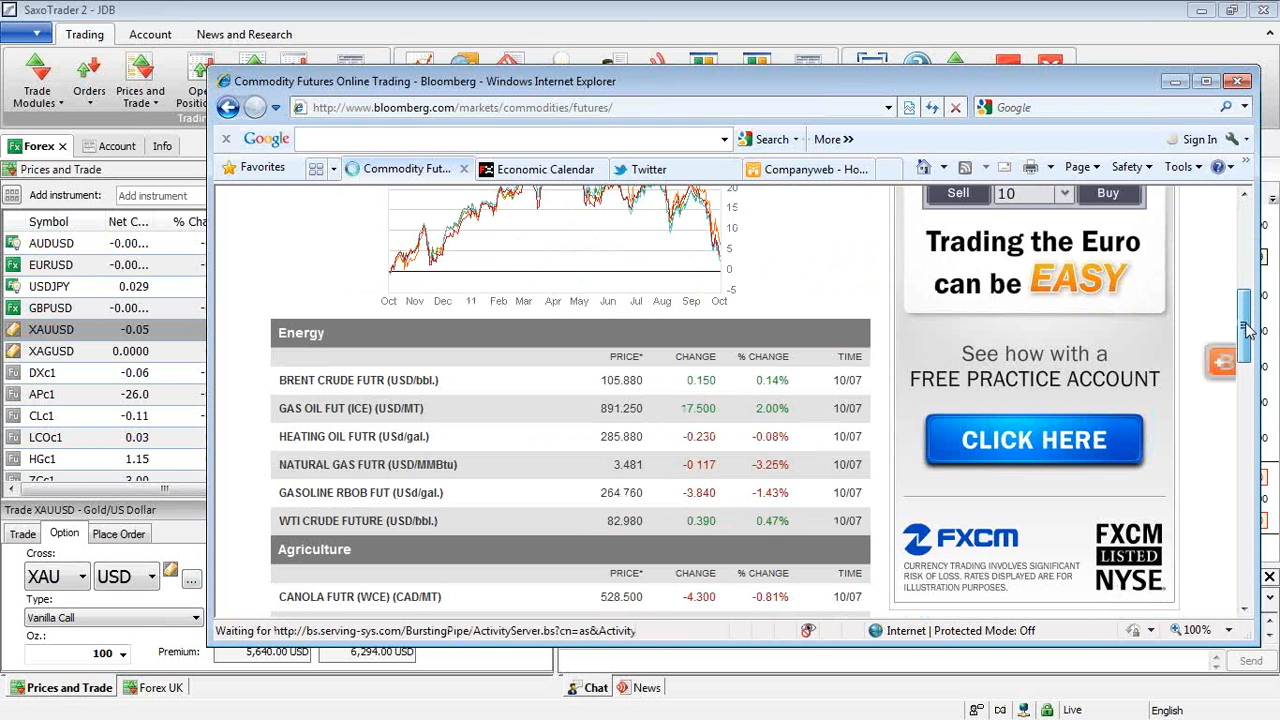 SaxoTrader 2 - JDB
Trading
Account
News and Research
Trade Modules
Orders
Prices and Trade
Commodity Futures Online Trading - Bloomberg - Windows Internet Explorer
http://www.bloomberg.com/markets/commodities/futures/
Google
Google
Search
More
Sign In
Favorites
Commodity Fut...
Economic Calendar
Twitter
Companyweb - Ho...
Page
Safety
Tools
Forex
Account
Info
Prices and Trade
Add instrument:
Add instrument
Symbol Net C...
AUDUSD -0.00...
EURUSD -0.00...
USDJPY 0.029
GBPUSD -0.00...
XAUUSD -0.05
XAGUSD 0.0000
DXc1 -0.06
APc1 -26.0
CLc1 -0.11
LCOc1 0.03
HGc1 1.15
Trade XAUUSD - Gold/US Dollar
Trade Option Place Order
Cross:
XAU USD ...
Type:
Vanilla Call
Oz.:
100
Premium: 5,640.00 USD 6,294.00 USD
Prices and Trade
Forex UK
20
15
10
5
0
-5
Oct Nov Dec 11 Feb Mar Apr May Jun Jul Aug Sep Oct
Energy
PRICE* CHANGE % CHANGE TIME
BRENT CRUDE FUTR (USD/bbl.) 105.880 0.150 0.14% 10/07
GAS OIL FUT (ICE) (USD/MT) 891.250 17.500 2.00% 10/07
HEATING OIL FUTR (USd/gal.) 285.880 -0.230 -0.08% 10/07
NATURAL GAS FUTR (USD/MMBtu) 3.481 -0.117 -3.25% 10/07
GASOLINE RBOB FUT (USd/gal.) 264.760 -3.840 -1.43% 10/07
WTI CRUDE FUTURE (USD/bbl.) 82.980 0.390 0.47% 10/07
Agriculture
PRICE* CHANGE % CHANGE TIME
CANOLA FUTR (WCE) (CAD/MT) 528.500 -4.300 -0.81% 10/07
Sell 10 Buy
Trading the Euro
can be EASY
See how with a
FREE PRACTICE ACCOUNT
CLICK HERE
FXCM
FXCM
LISTED
NYSE
CURRENCY TRADING INVOLVES SIGNIFICANT
RISK OF LOSS. RATES DISPLAYED ARE FOR
ILLUSTRATION PURPOSES.
Waiting for http://bs.serving-sys.com/BurstingPipe/ActivityServer.bs?cn=as&Activity
Internet | Protected Mode: Off
100%
Send
Chat
News
Live
English